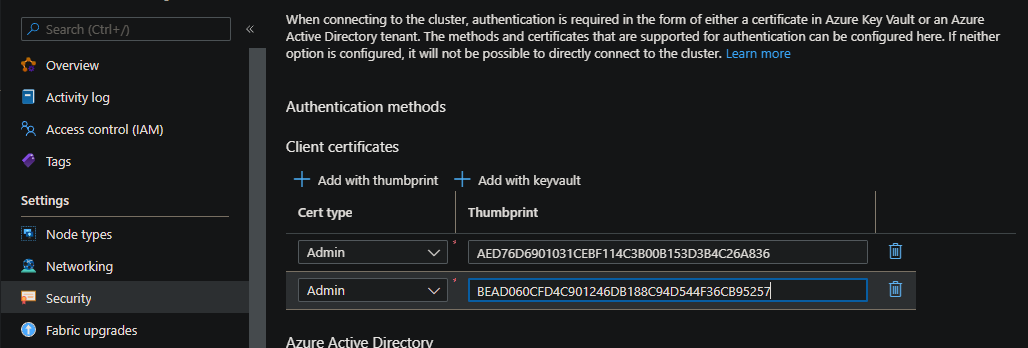 When connecting to the cluster, authentication is required in the form of either a certificate in Azure Key Vault or an Azure
Active Directory tenant. The methods and certificates that are supported for authentication can be configured here. If neither
option is configured, it will not be possible to directly connect to the cluster. Learn more
Search (Ctrl+/)
«
Overview
Activity log
Access control (IAM)
Tags
Settings
Node types
Networking
Security
Fabric upgrades
Authentication methods
Client certificates
+ Add with thumbprint + Add with keyvault
Cert type Thumbprint
Admin * AED76D6901031CEBF114C3B00B153D3B4C26A836
Admin * BEAD060CFD4C901246DB188C94D544F36CB95257
Azure Active Directory